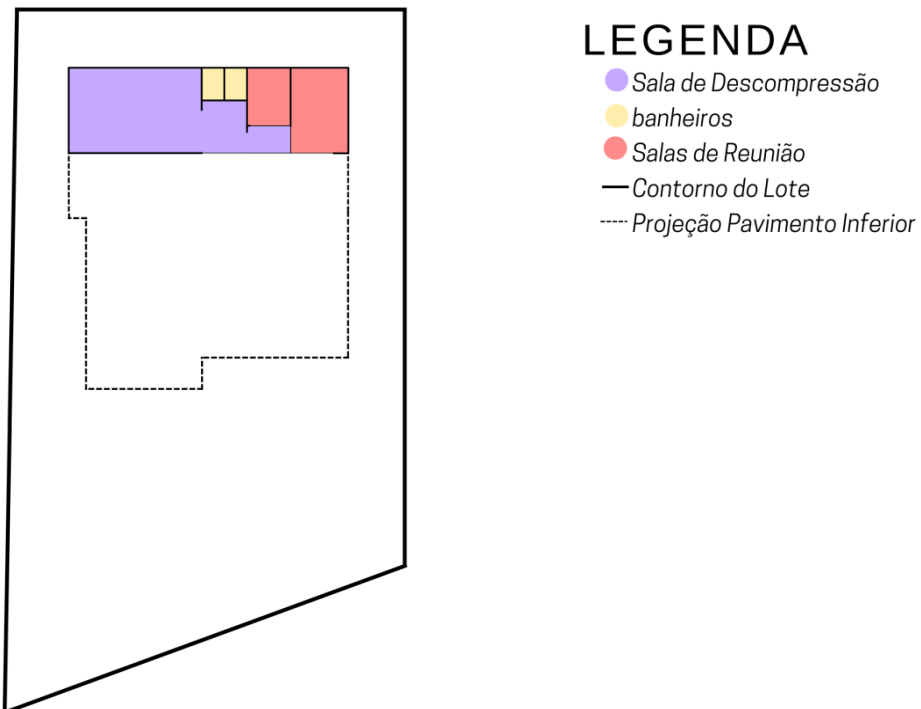 LEGENDA
Sala de Descompressão
banheiros
Salas de Reunião
Contorno do Lote
Projeção Pavimento Inferior